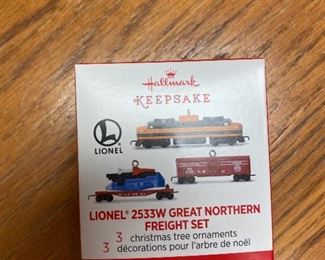 Hallmark
KEEPSAKE
L
LIONEL
LIONEL® 2533W GREAT NORTHERN
FREIGHT SET
3 christmas tree ornaments
3 décorations pour l'arbre de noël